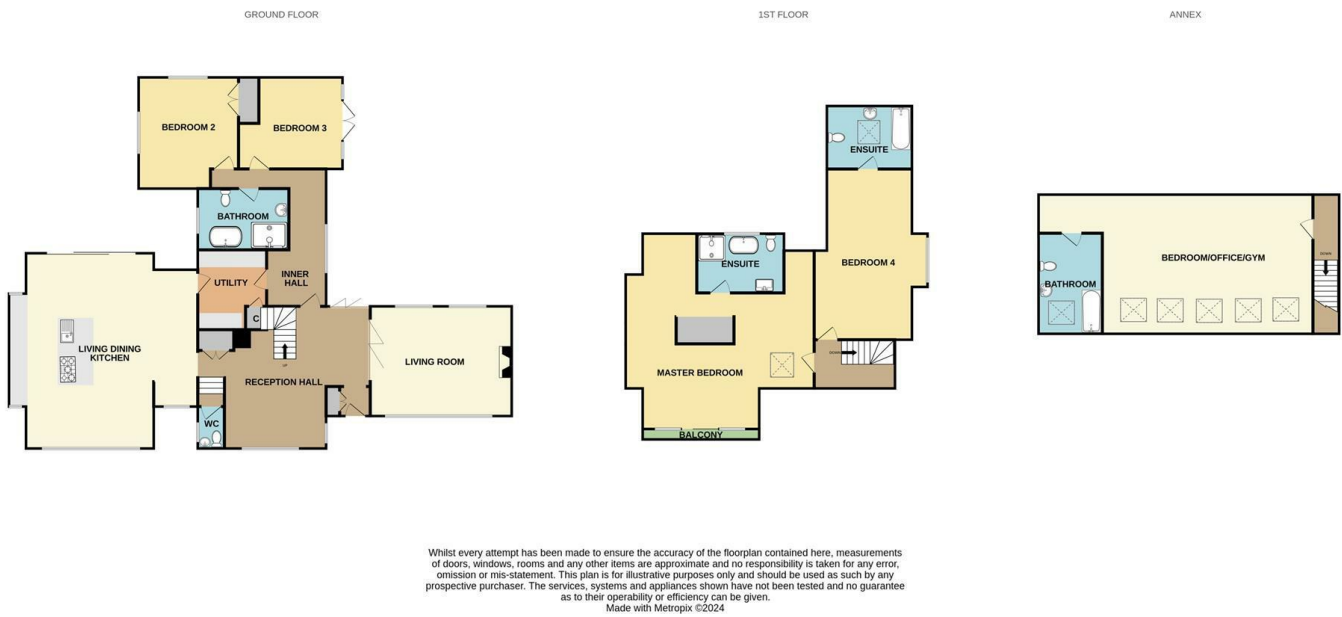 GROUND FLOOR
1ST FLOOR
ANNEX
BEDROOM 2
BEDROOM 3
BATHROOM
UTILITY
INNER
HALL
C
LIVING DINING
KITCHEN
UP
RECEPTION HALL
LIVING ROOM
WC
ENSUITE
ENSUITE
BEDROOM 4
MASTER BEDROOM
DOWN
BALCONY
BEDROOM/OFFICE/GYM
DOWN
BATHROOM
Whilst every attempt has been made to ensure the accuracy of the floorplan contained here, measurements
of doors, windows, rooms and any other items are approximate and no responsibility is taken for any error,
omission or mis-statement. This plan is for illustrative purposes only and should be used as such by any
prospective purchaser. The services, systems and appliances shown have not been tested and no guarantee
as to their operability or efficiency can be given.
Made with Metropix ©2024